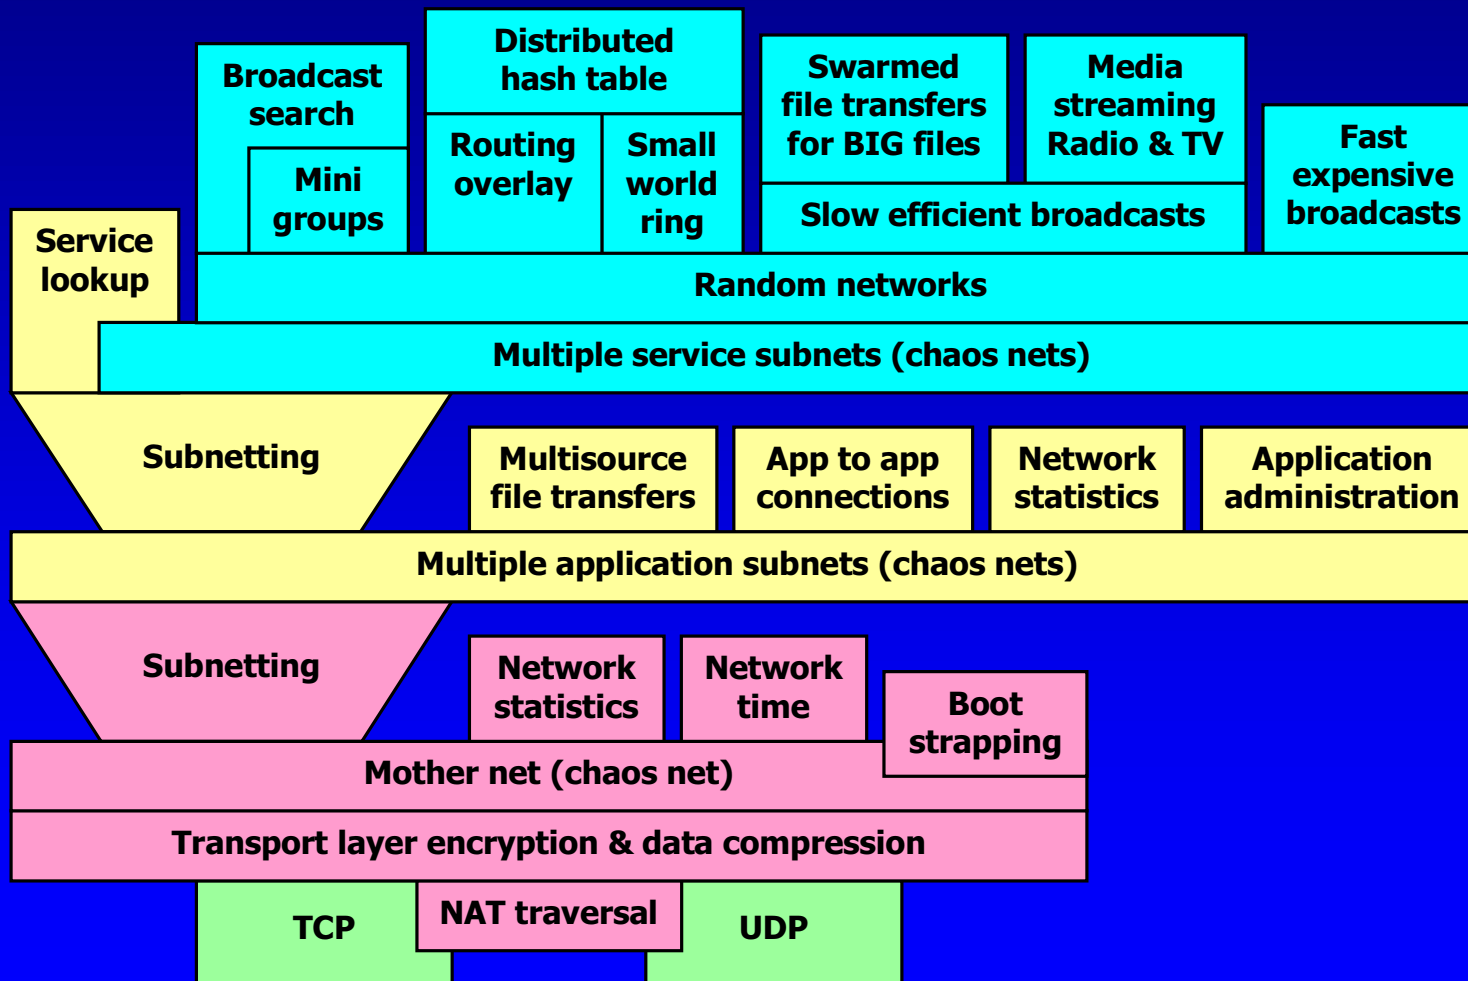 Distributed
hash table
Broadcast
search
Swarmed
file transfers
for BIG files
Media
streaming
Radio & TV
Fast
expensive
broadcasts
Mini
groups
Routing
overlay
Small
world
ring
Slow efficient broadcasts
Service
lookup
Random networks
Multiple service subnets (chaos nets)
Subnetting
Multisource
file transfers
App to app
connections
Network
statistics
Application
administration
Multiple application subnets (chaos nets)
Subnetting
Network
statistics
Network
time
Boot
strapping
Mother net (chaos net)
Transport layer encryption & data compression
TCP
NAT traversal
UDP